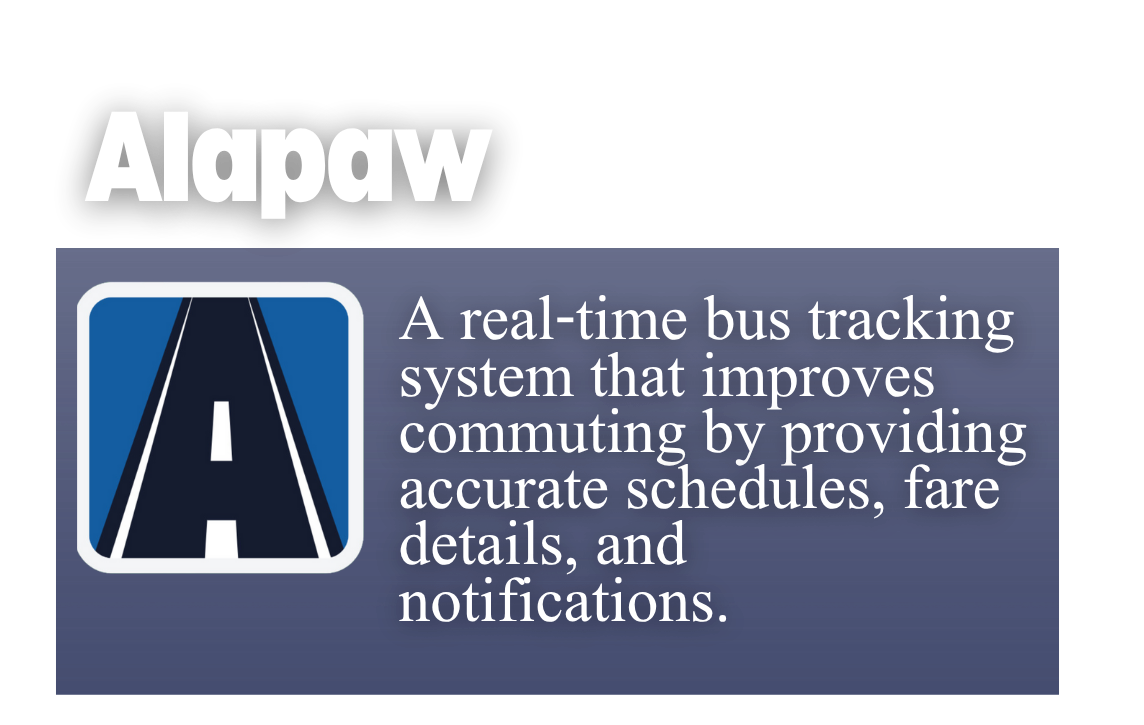 Alapaw
A real-time bus tracking
system that improves
commuting by providing
accurate schedules, fare
details, and
notifications.